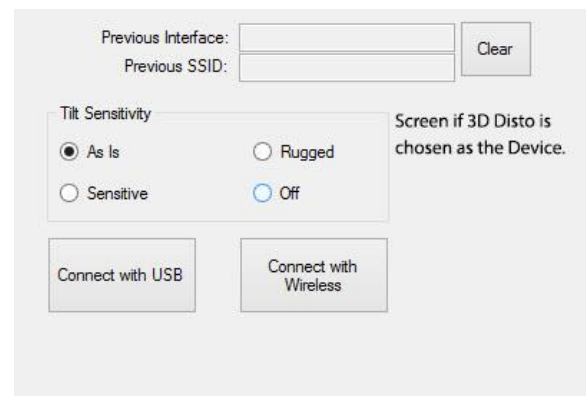 Previous Interface:
Clear
Previous SSID:
Tilt Sensitivity
Screen if 3D Disto is
chosen as the Device.
As Is
Rugged
Sensitive
Off
Connect with USB
Connect with
Wireless